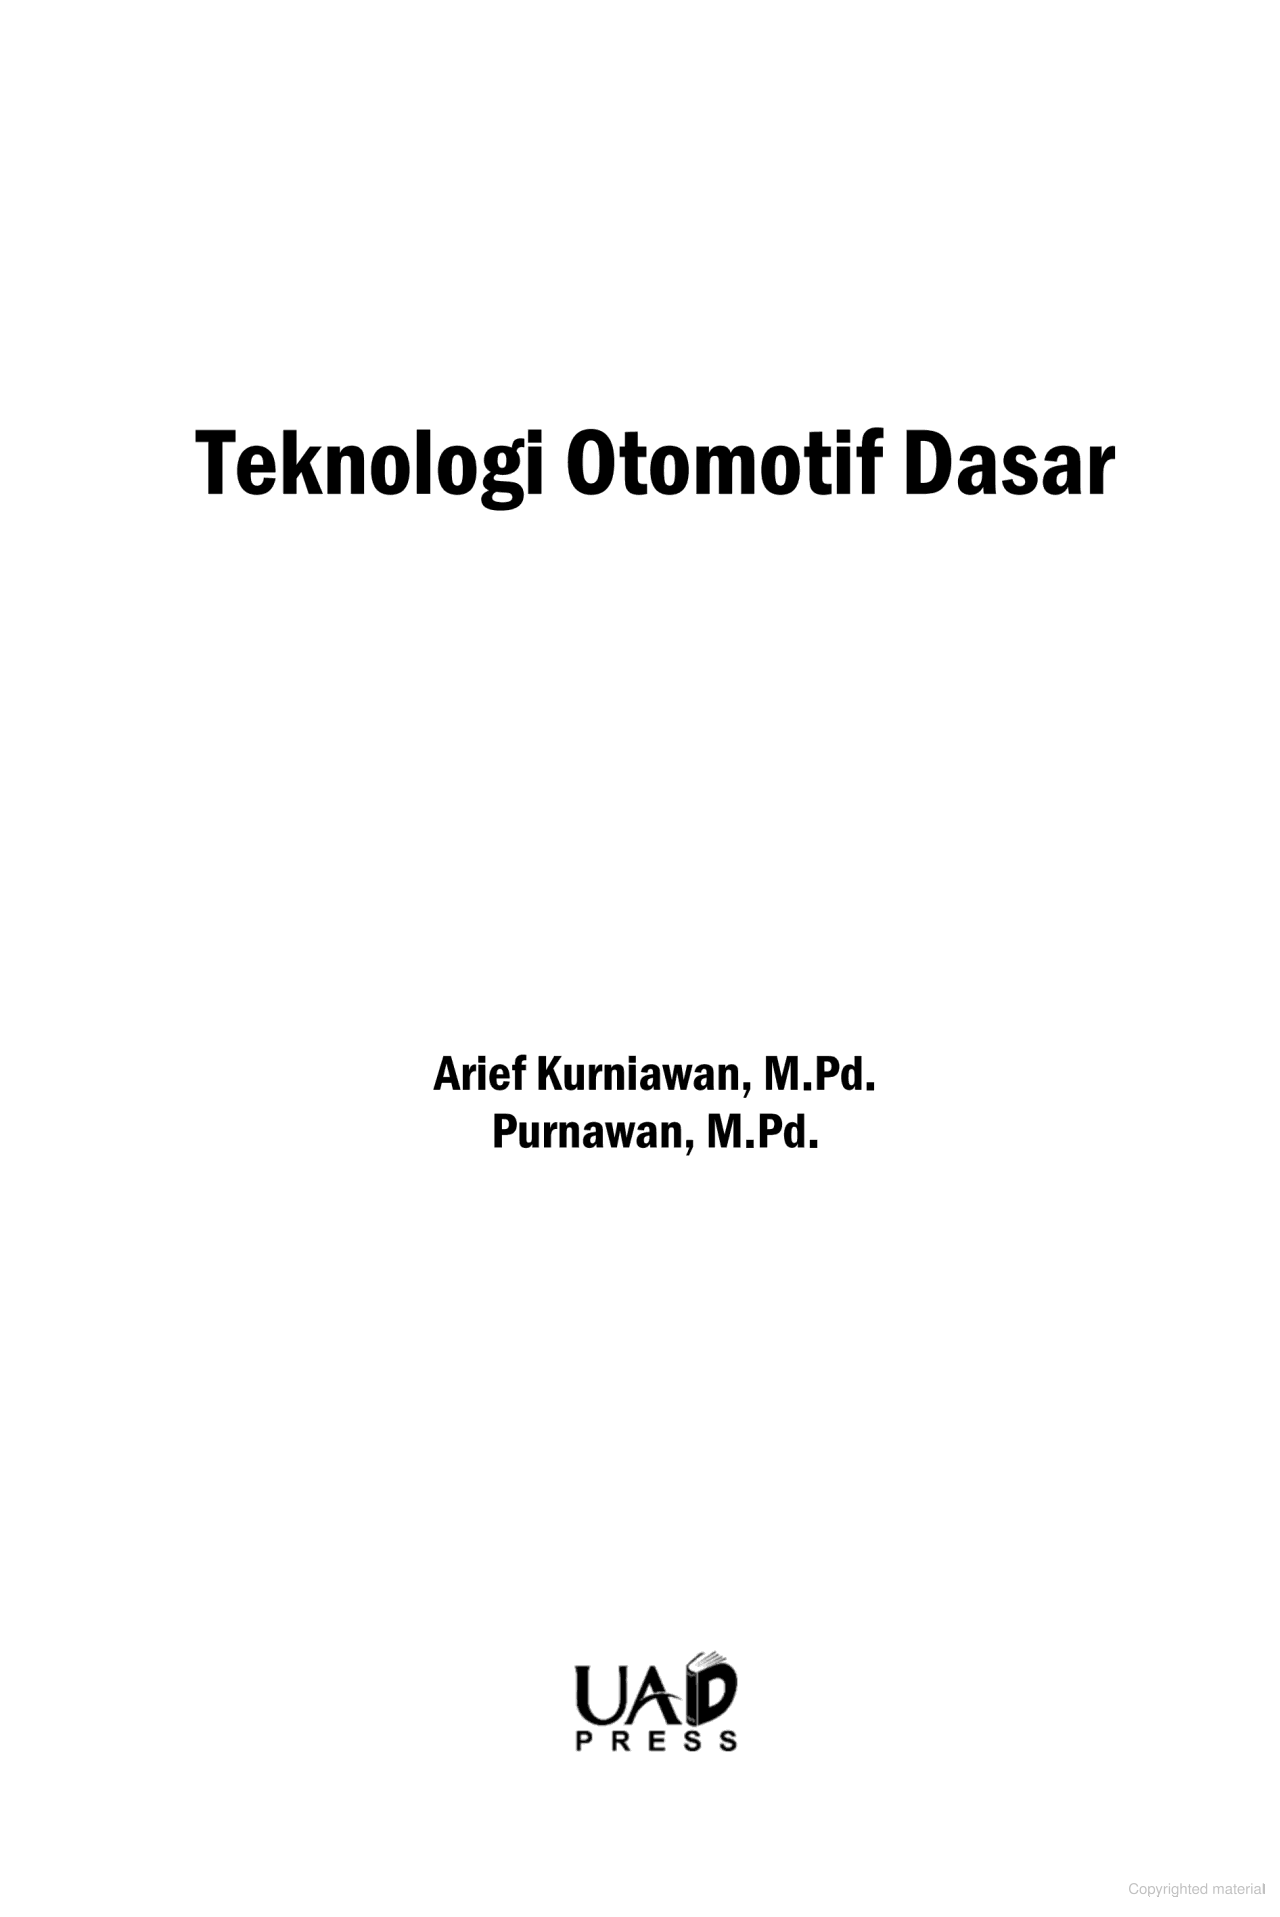 Teknologi Otomotif Dasar
Arief Kurniawan, M.Pd.
Purnawan, M.Pd.
UAD
PRESS
Copyrighted material